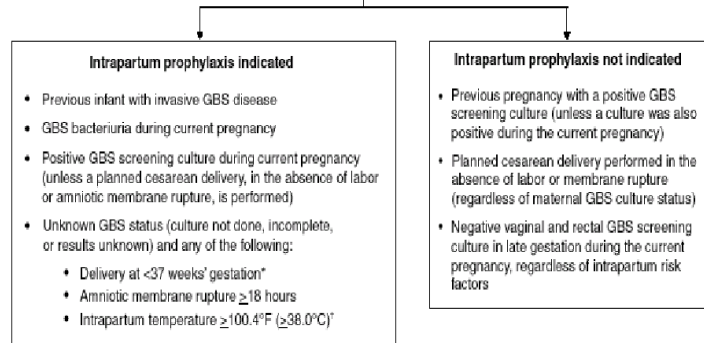 Intrapartum prophylaxis indicated
• Previous infant with invasive GBS disease
• GBS bacteriuria during current pregnancy
• Positive GBS screening culture during current pregnancy
(unless a planned cesarean delivery, in the absence of labor
or amniotic membrane rupture, is performed)
• Unknown GBS status (culture not done, incomplete,
or results unknown) and any of the following:
• Delivery at <37 weeks' gestation*
• Amniotic membrane rupture ≥18 hours
• Intrapartum temperature ≥100.4°F (≥38.0°C)†
Intrapartum prophylaxis not indicated
• Previous pregnancy with a positive GBS
screening culture (unless a culture was also
positive during the current pregnancy)
• Planned cesarean delivery performed in the
absence of labor or membrane rupture
(regardless of maternal GBS culture status)
• Negative vaginal and rectal GBS screening
culture in late gestation during the current
pregnancy, regardless of intrapartum risk
factors